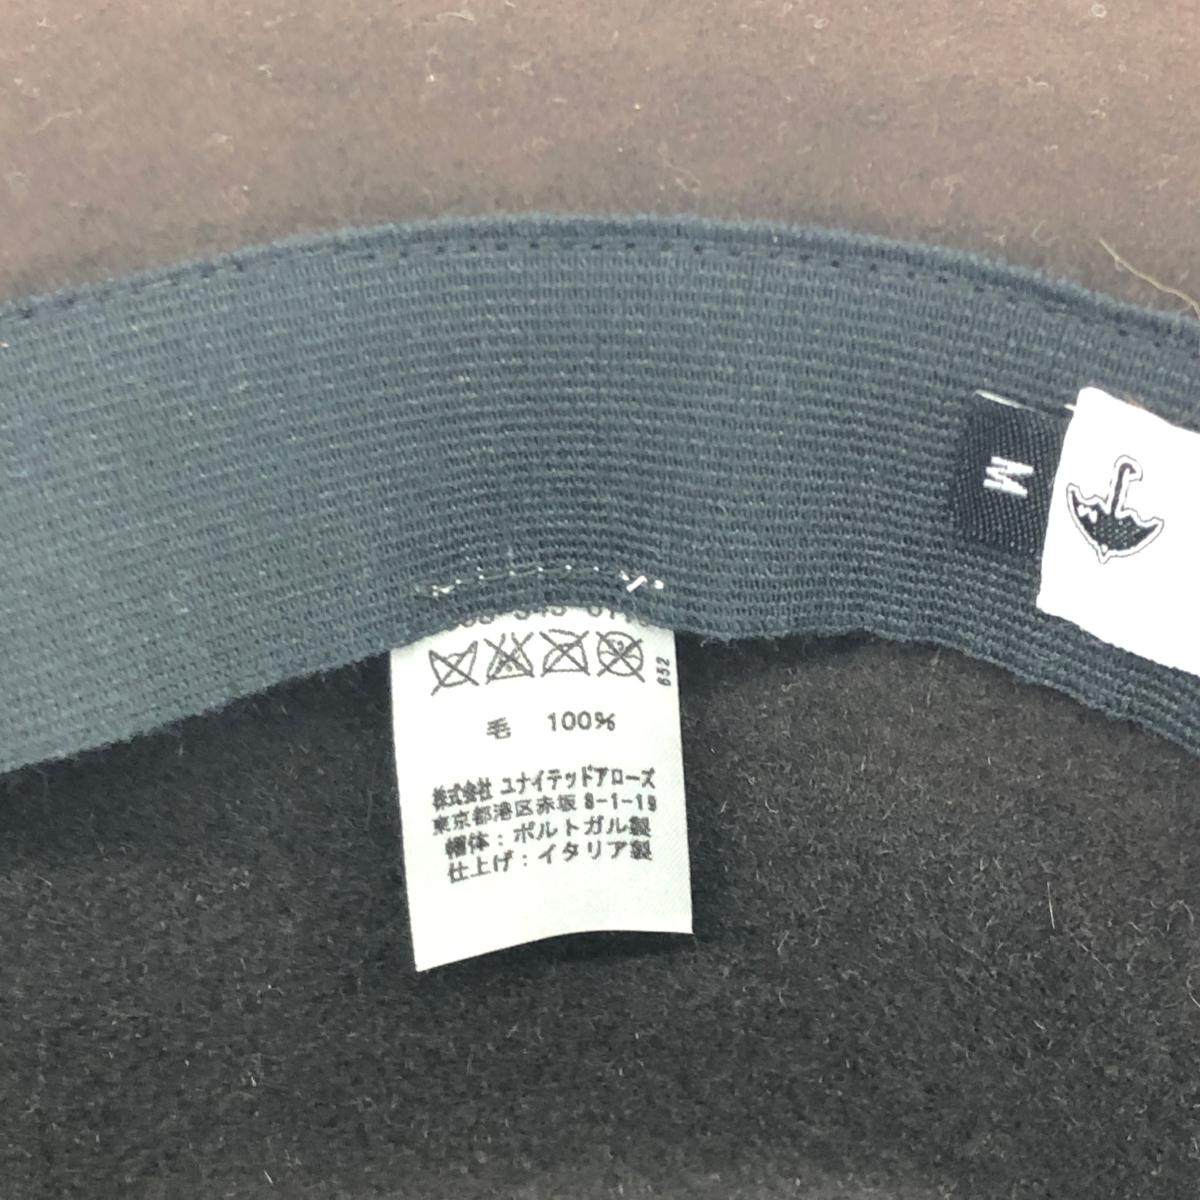 652
毛 100%
株式会社 ユナイテッドアローズ
東京都港区赤坂 8-1-19
帽体：ポルトガル製
仕上げ：イタリア製
M